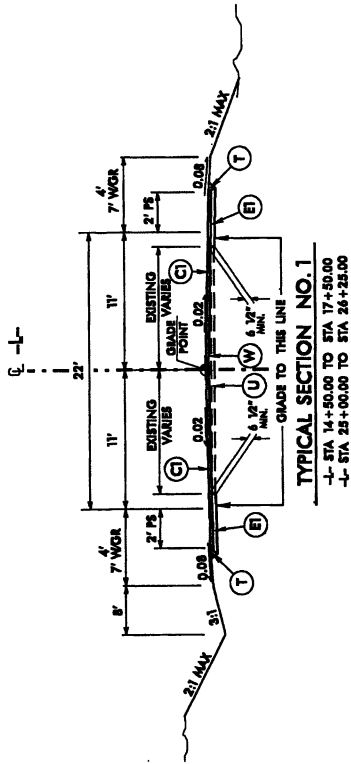 ℄ -L-
22'
8'
4'
7' W/GR
11'
11'
4'
7' W/GR
2' PS
EXISTING
VARIES
EXISTING
VARIES
2' PS
GRADE
POINT
2:1 MAX
3:1
0.08
C1
0.02
0.02
C1
0.08
2:1 MAX
T
E1
6 1/2"
MIN.
U
W
6 1/2"
MIN.
E1
T
GRADE TO THIS LINE
TYPICAL SECTION NO. 1
-L- STA 14+50.00 TO STA 17+50.00
-L- STA 25+00.00 TO STA 26+25.00